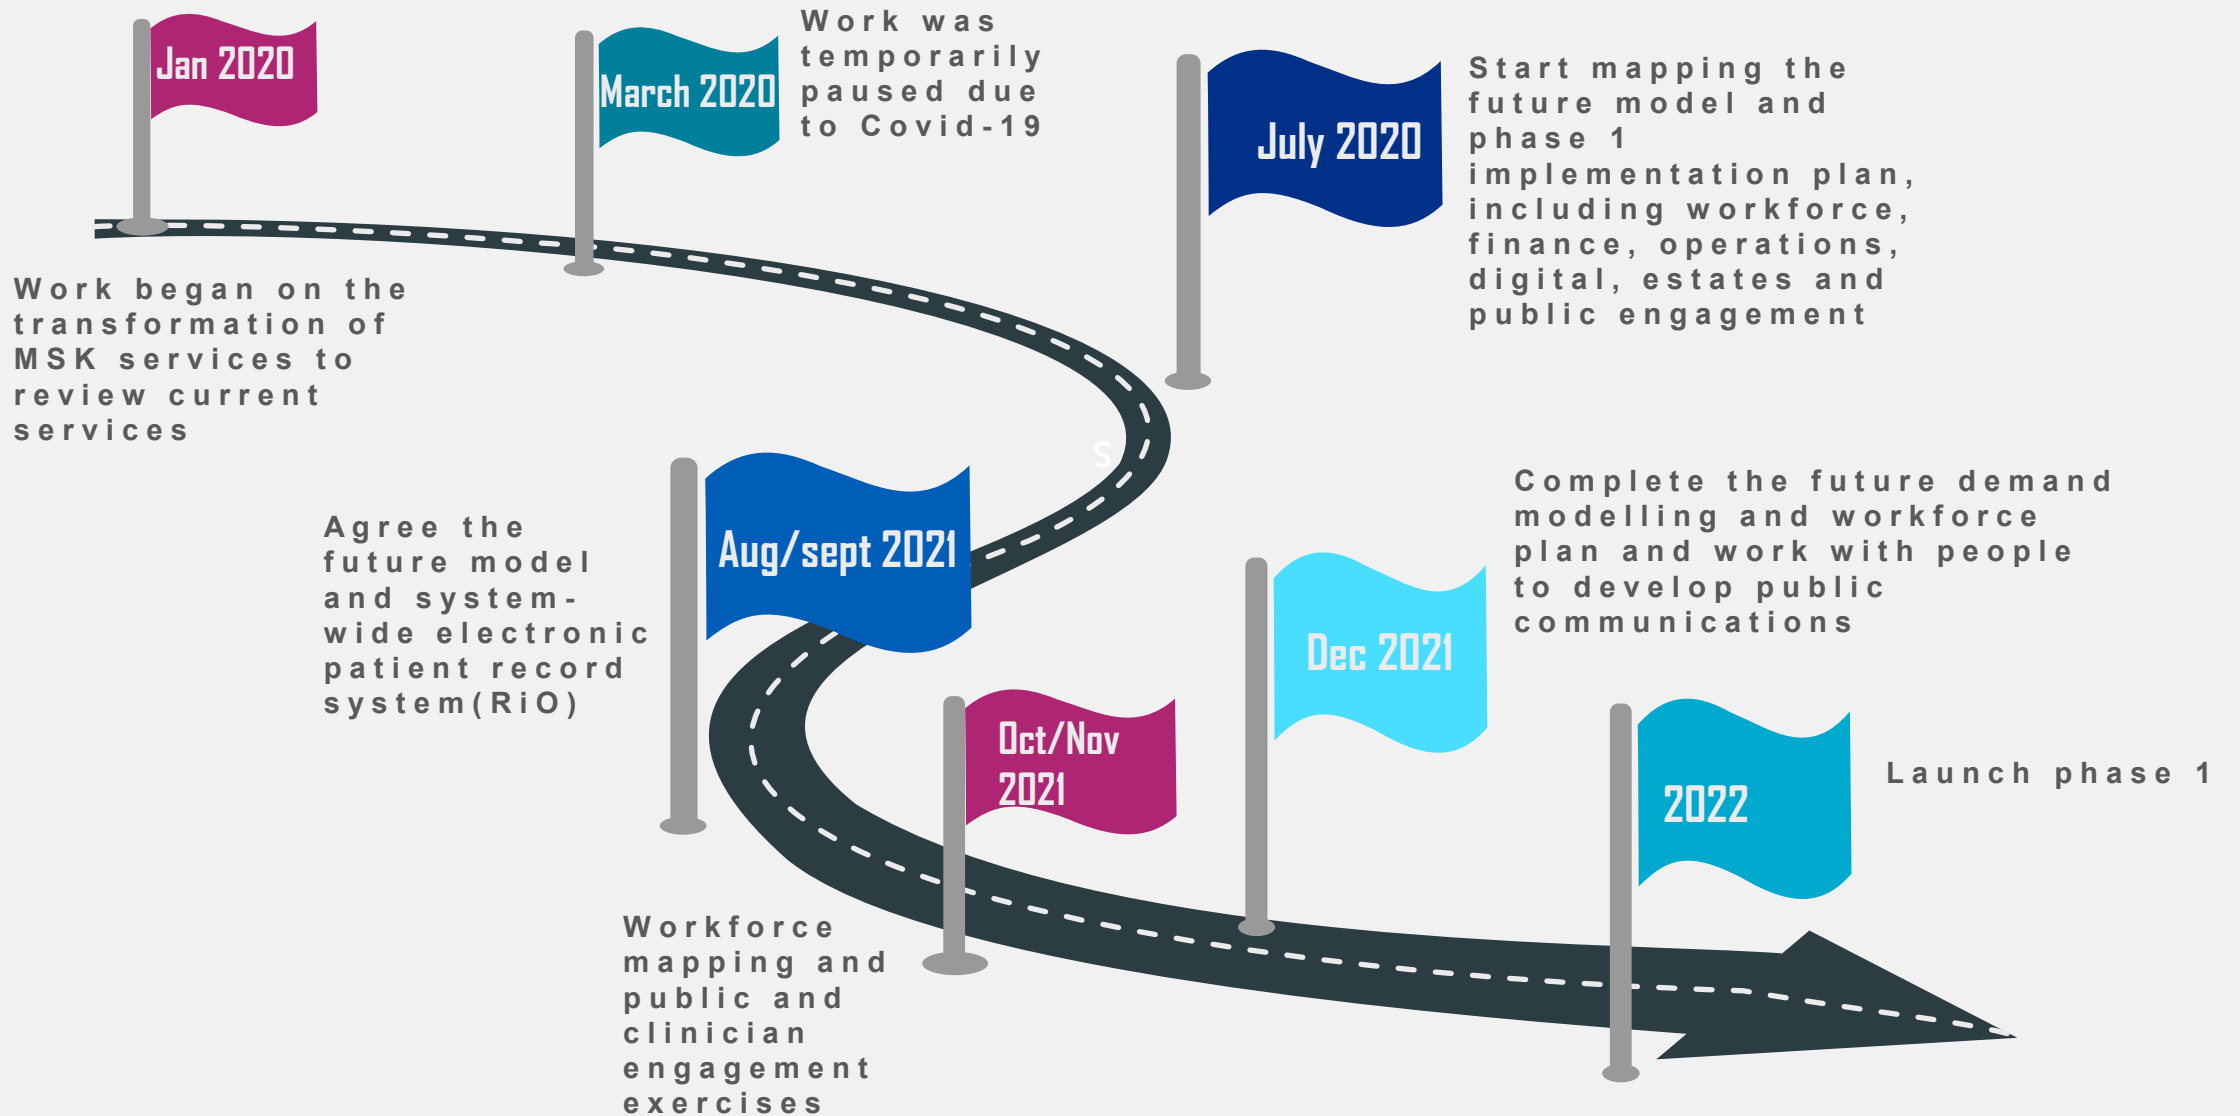 Jan 2020
Work began on the
transformation of
MSK services to
review current
services
March 2020
Work was
temporarily
paused due
to Covid-19
July 2020
Start mapping the
future model and
phase 1
implementation plan,
including workforce,
finance, operations,
digital, estates and
public engagement
s
Aug/sept 2021
Agree the
future model
and system-
wide electronic
patient record
system(RiO)
Oct/Nov
2021
Workforce
mapping and
public and
clinician
engagement
exercises
Dec 2021
Complete the future demand
modelling and workforce
plan and work with people
to develop public
communications
2022
Launch phase 1